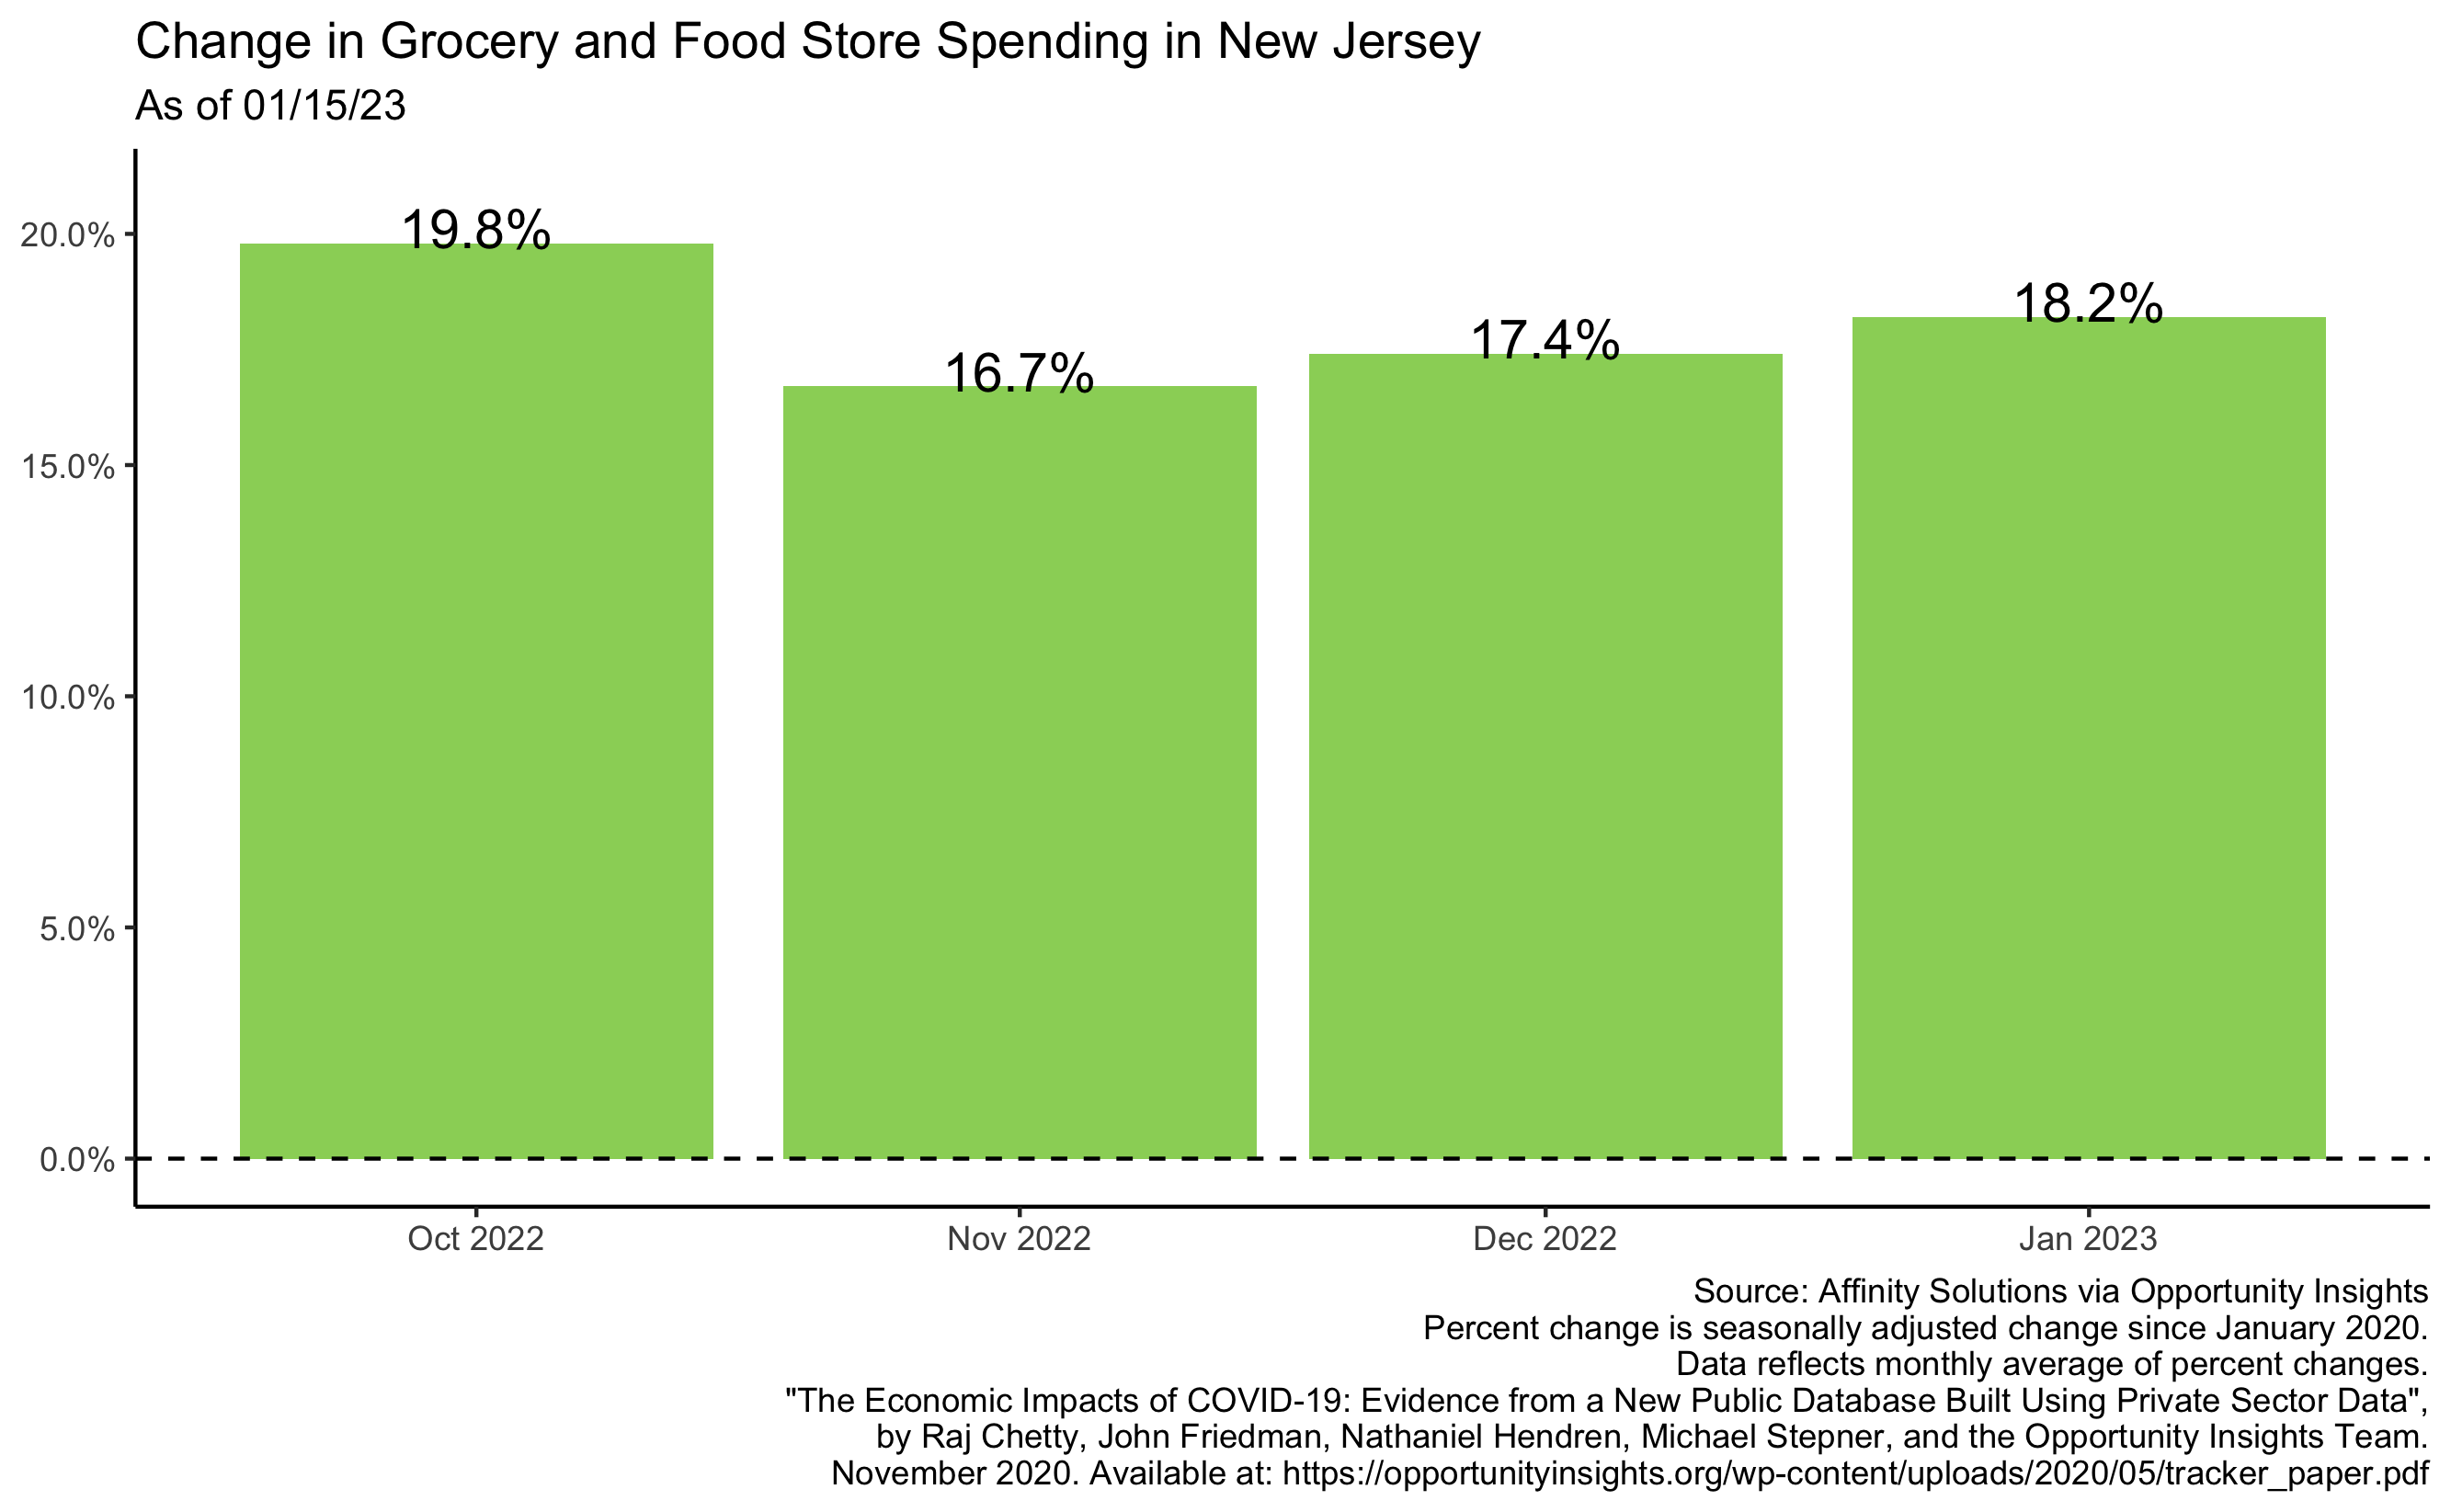 Change in Grocery and Food Store Spending in New Jersey
As of 01/15/23
20.0%
15.0%
10.0%
5.0%
0.0%
19.8%
16.7%
17.4%
18.2%
Oct 2022
Nov 2022
Dec 2022
Jan 2023
Source: Affinity Solutions via Opportunity Insights
Percent change is seasonally adjusted change since January 2020.
Data reflects monthly average of percent changes.
"The Economic Impacts of COVID-19: Evidence from a New Public Database Built Using Private Sector Data",
by Raj Chetty, John Friedman, Nathaniel Hendren, Michael Stepner, and the Opportunity Insights Team.
November 2020. Available at: https://opportunityinsights.org/wp-content/uploads/2020/05/tracker_paper.pdf